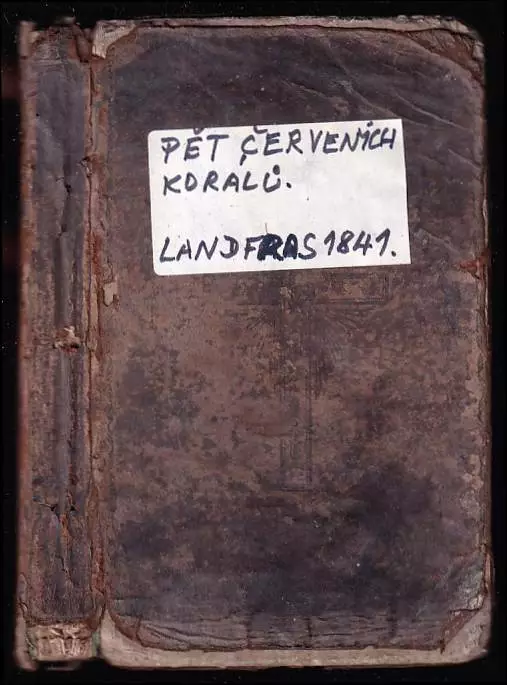 PĚT ČERVENÝCH
KORALŮ.
LANDFRAS 1841.